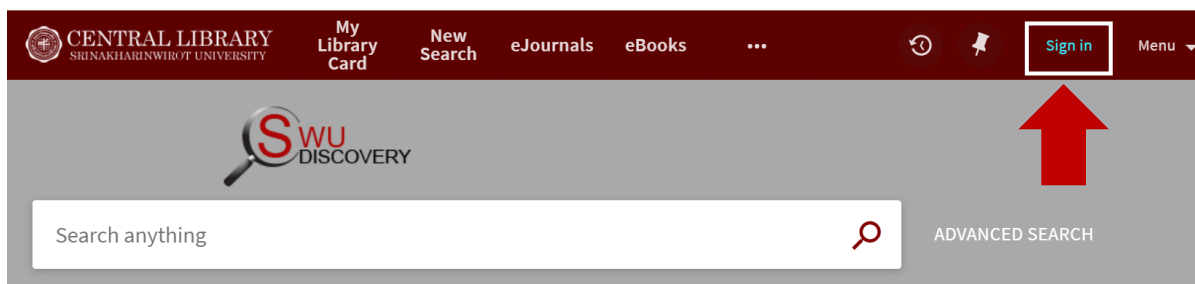 CENTRAL LIBRARY
SRINAKHARINWIROT UNIVERSITY
My
Library
Card
New
Search
eJournals
eBooks
•••
Sign in
Menu
SWU
DISCOVERY
Search anything
ADVANCED SEARCH